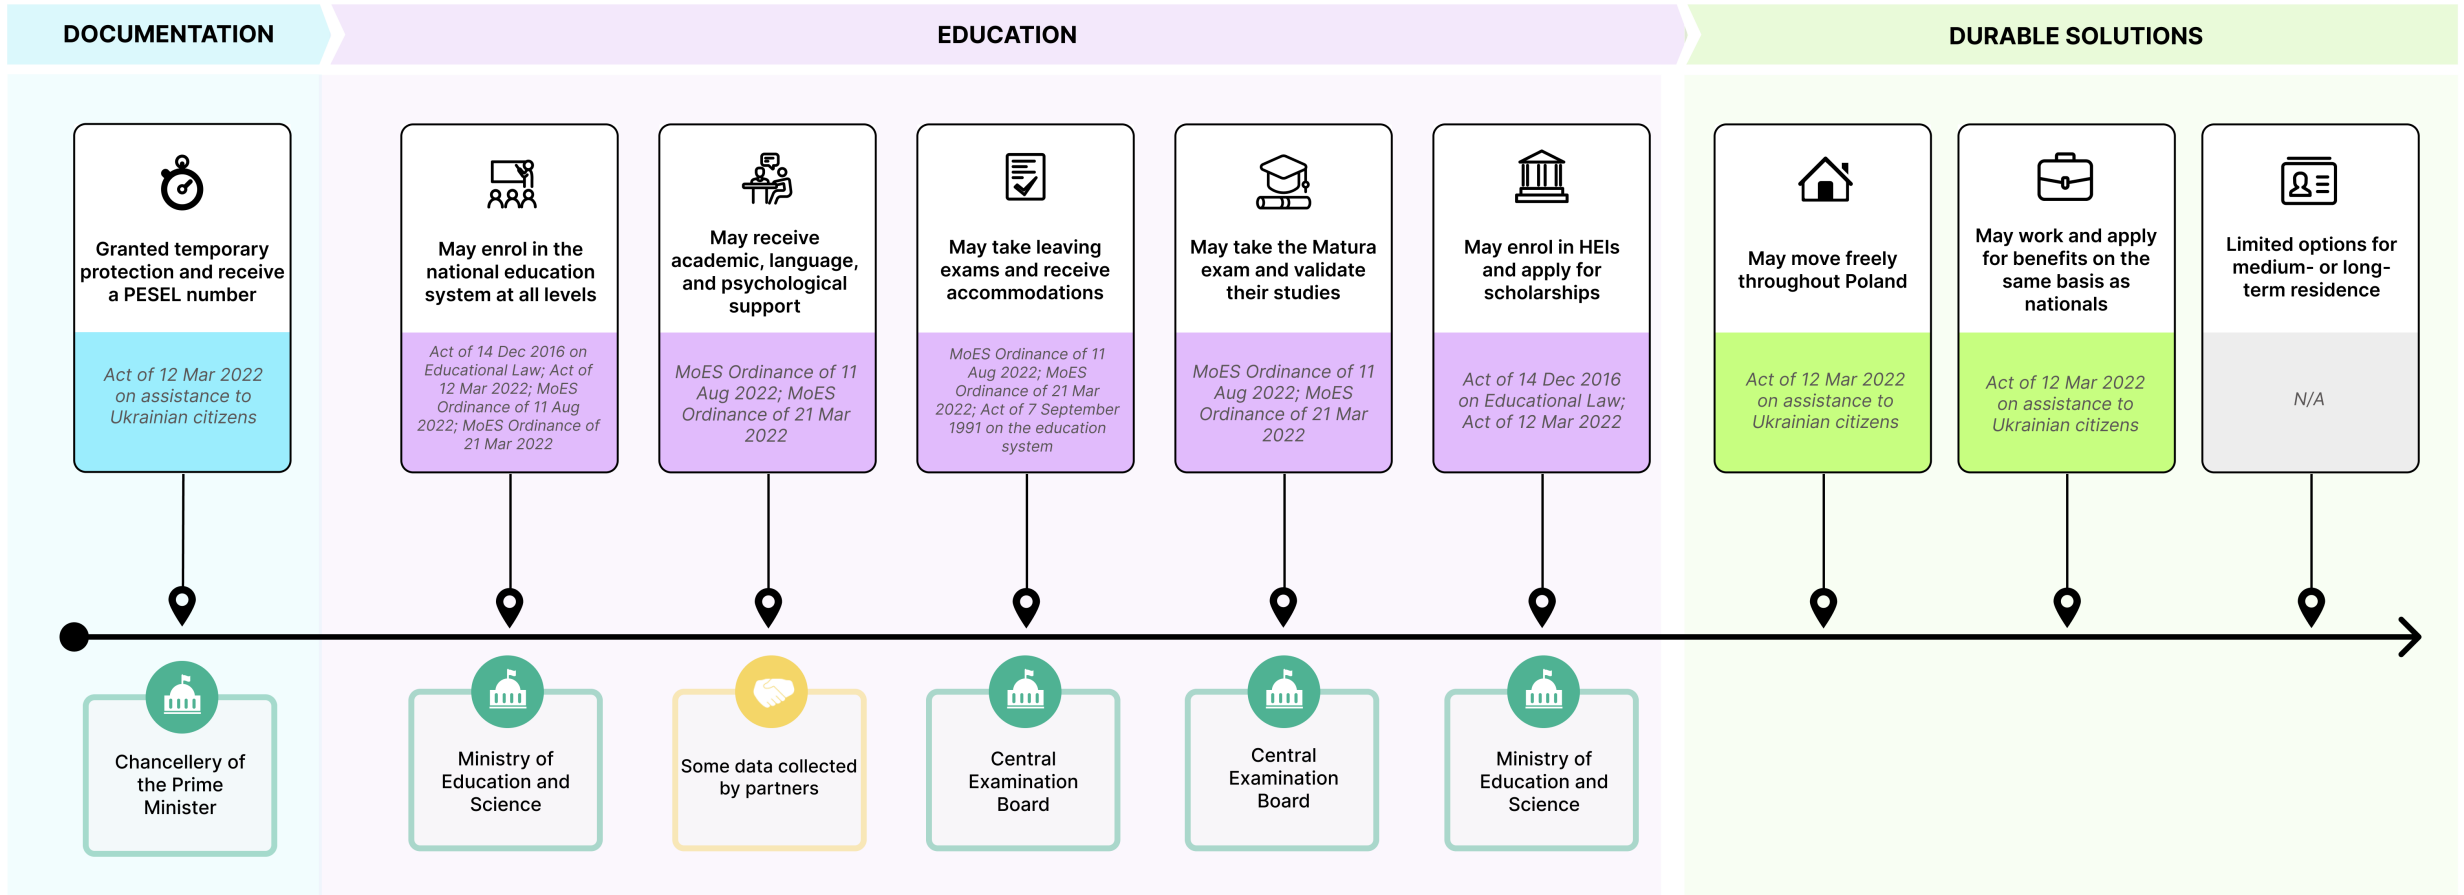 DOCUMENTATION
EDUCATION
DURABLE SOLUTIONS
Granted temporary
protection and receive
a PESEL number
Act of 12 Mar 2022
on assistance to
Ukrainian citizens
May enrol in the
national education
system at all levels
Act of 14 Dec 2016 on
Educational Law; Act of
12 Mar 2022; MoES
Ordinance of 11 Aug
2022; MoES Ordinance of
21 Mar 2022
May receive
academic, language,
and psychological
support
MoES Ordinance of 11
Aug 2022; MoES
Ordinance of 21 Mar
2022
May take leaving
exams and receive
accommodations
MoES Ordinance of 11
Aug 2022; MoES
Ordinance of 21 Mar
2022; Act of 7 September
1991 on the education
system
May take the Matura
exam and validate
their studies
MoES Ordinance of 11
Aug 2022; MoES
Ordinance of 21 Mar
2022
May enrol in HEIs
and apply for
scholarships
Act of 14 Dec 2016
on Educational Law;
Act of 12 Mar 2022
May move freely
throughout Poland
Act of 12 Mar 2022
on assistance to
Ukrainian citizens
May work and apply
for benefits on the
same basis as
nationals
Act of 12 Mar 2022
on assistance to
Ukrainian citizens
Limited options for
medium- or long-
term residence
N/A
Chancellery of
the Prime
Minister
Ministry of
Education and
Science
Some data collected
by partners
Central
Examination
Board
Central
Examination
Board
Ministry of
Education and
Science